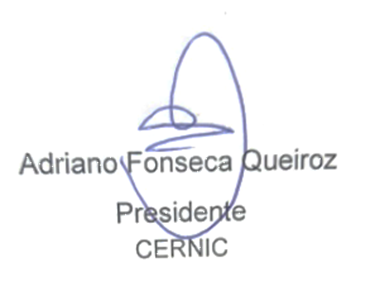 Adriano Fonseca Queiroz
Presidente
CERNIC